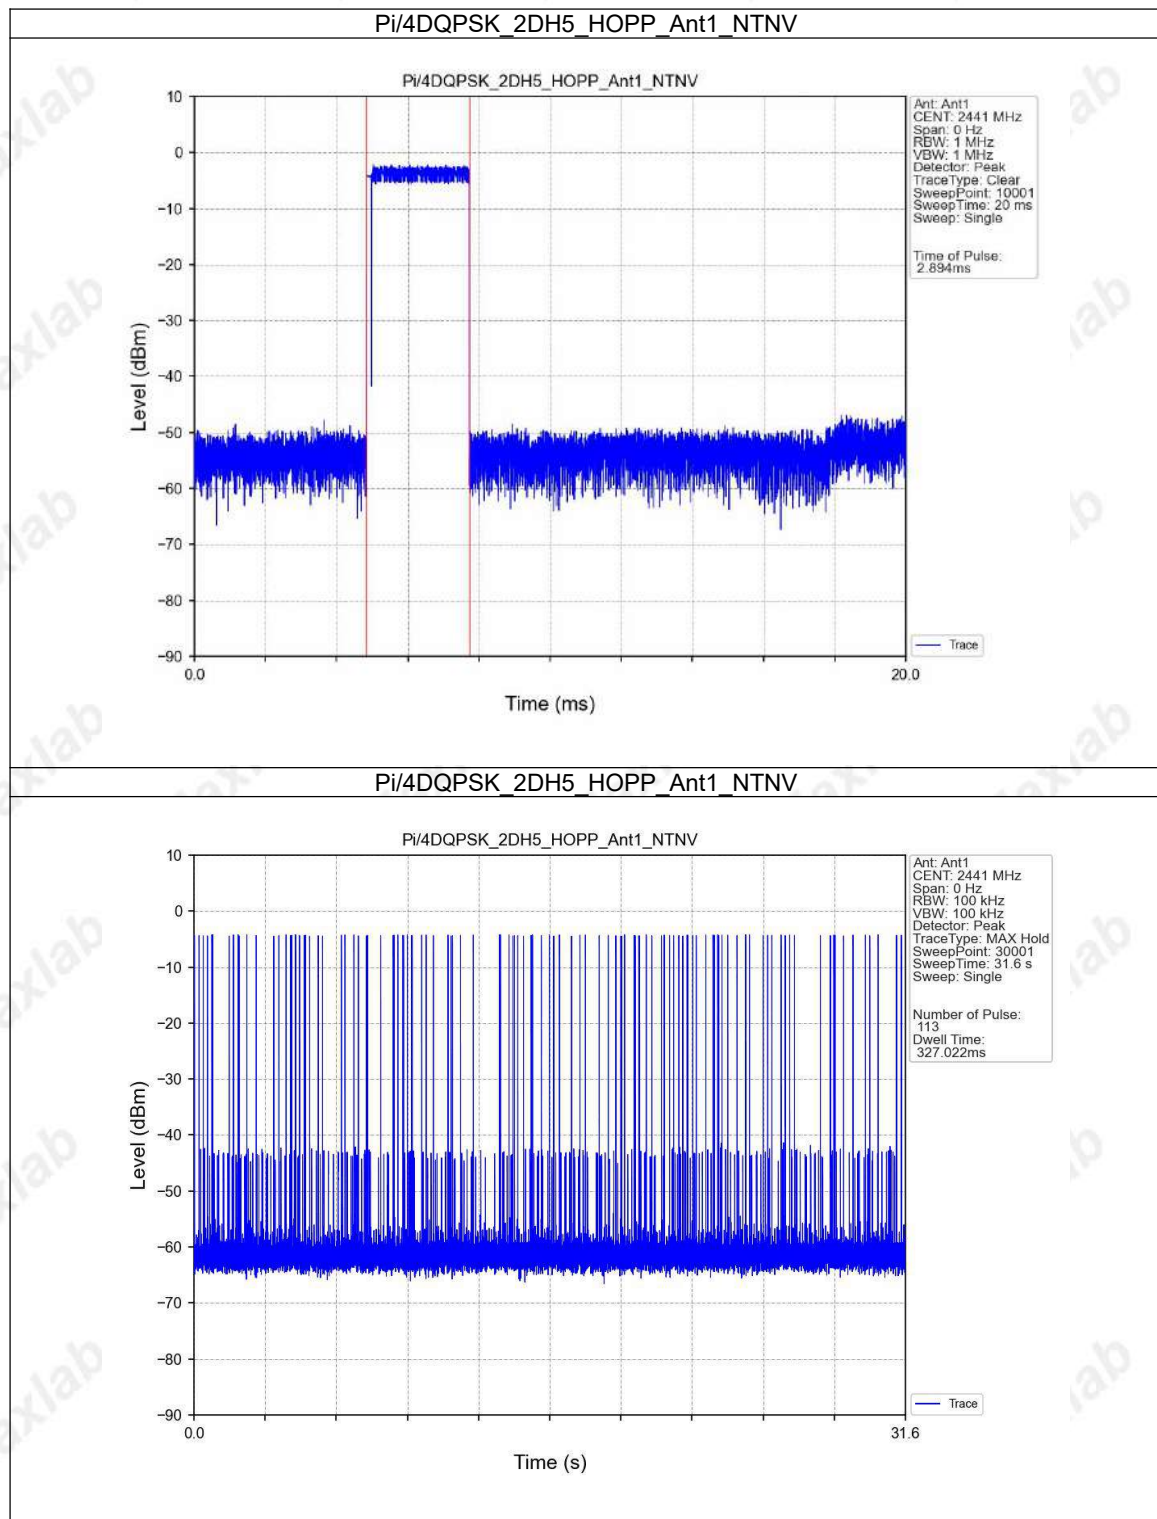 Pi/4DQPSK_2DH5_HOPP_Ant1_NTNV
Pi/4DQPSK_2DH5_HOPP_Ant1_NTNV
10
0
−10
−20
−30
−40
−50
−60
−70
−80
−90
Level (dBm)
0.0
20.0
Time (ms)
Ant: Ant1
CENT: 2441 MHz
Span: 0 Hz
RBW: 1 MHz
VBW: 1 MHz
Detector: Peak
TraceType: Clear
SweepPoint: 10001
SweepTime: 20 ms
Sweep: Single
Time of Pulse:
2.894ms
Trace
Pi/4DQPSK_2DH5_HOPP_Ant1_NTNV
Pi/4DQPSK_2DH5_HOPP_Ant1_NTNV
10
0
−10
−20
−30
−40
−50
−60
−70
−80
−90
Level (dBm)
0.0
31.6
Time (s)
Ant: Ant1
CENT: 2441 MHz
Span: 0 Hz
RBW: 100 kHz
VBW: 100 kHz
Detector: Peak
TraceType: MAX Hold
SweepPoint: 30001
SweepTime: 31.6 s
Sweep: Single
Number of Pulse:
113
Dwell Time:
327.022ms
Trace